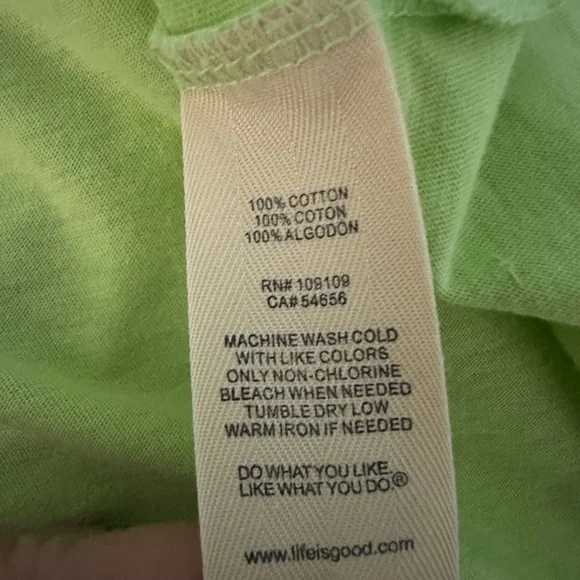 100% COTTON
100% COTON
100% ALGODON
RN# 109109
CA# 54656
MACHINE WASH COLD
WITH LIKE COLORS
ONLY NON-CHLORINE
BLEACH WHEN NEEDED
TUMBLE DRY LOW
WARM IRON IF NEEDED
DO WHAT YOU LIKE.
LIKE WHAT YOU DO.®
www.lifeisgood.com